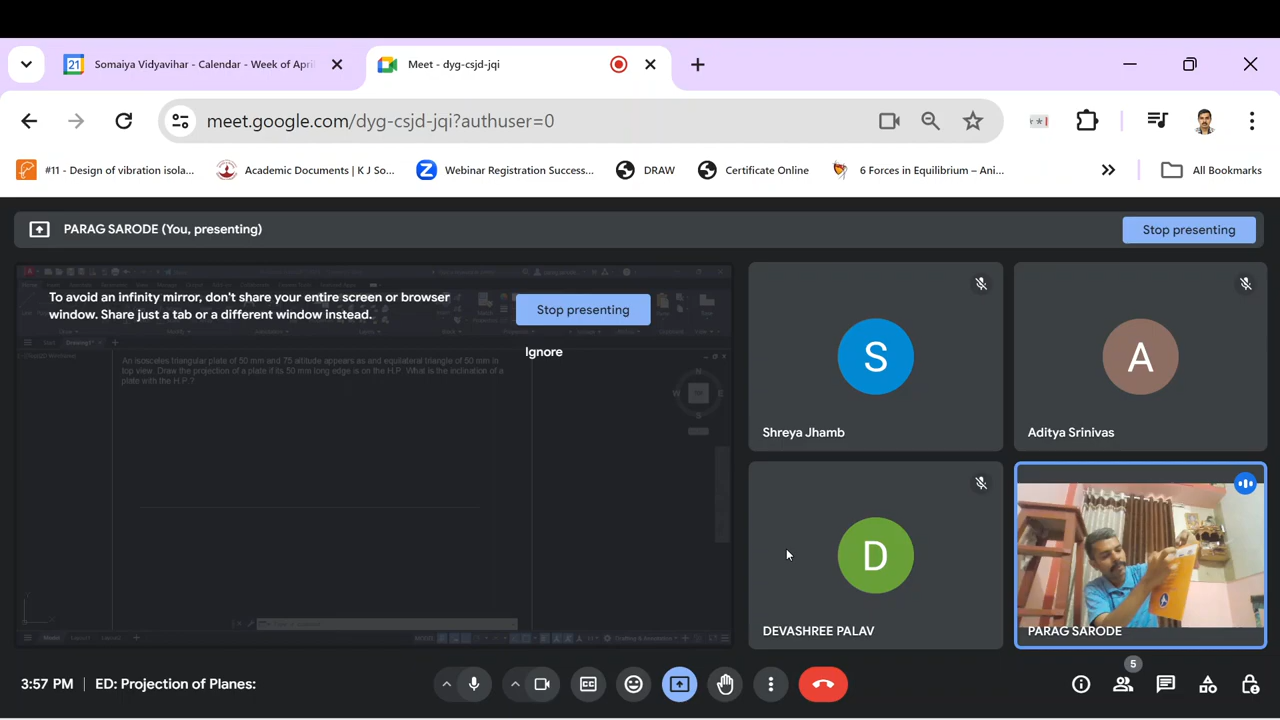 Somaiya Vidyavihar - Calendar - Week of Apri
Meet - dyg-csjd-jqi
meet.google.com/dyg-csjd-jqi?authuser=0
#11 - Design of vibration isola...
Academic Documents | K J So...
Webinar Registration Success...
DRAW
Certificate Online
6 Forces in Equilibrium – Ani...
All Bookmarks
PARAG SARODE (You, presenting)
Stop presenting
To avoid an infinity mirror, don't share your entire screen or browser
window. Share just a tab or a different window instead.
Stop presenting
Ignore
An isosceles triangular plate of 50 mm and 75 altitude appears as and equilateral triangle of 50 mm in
top view. Draw the projection of a plate if its 50 mm long edge is on the H.P. What is the inclination of a
plate with the H.P.?
N
W
E
S
S
Shreya Jhamb
A
Aditya Srinivas
D
DEVASHREE PALAV
PARAG SARODE
3:57 PM | ED: Projection of Planes:
5
21